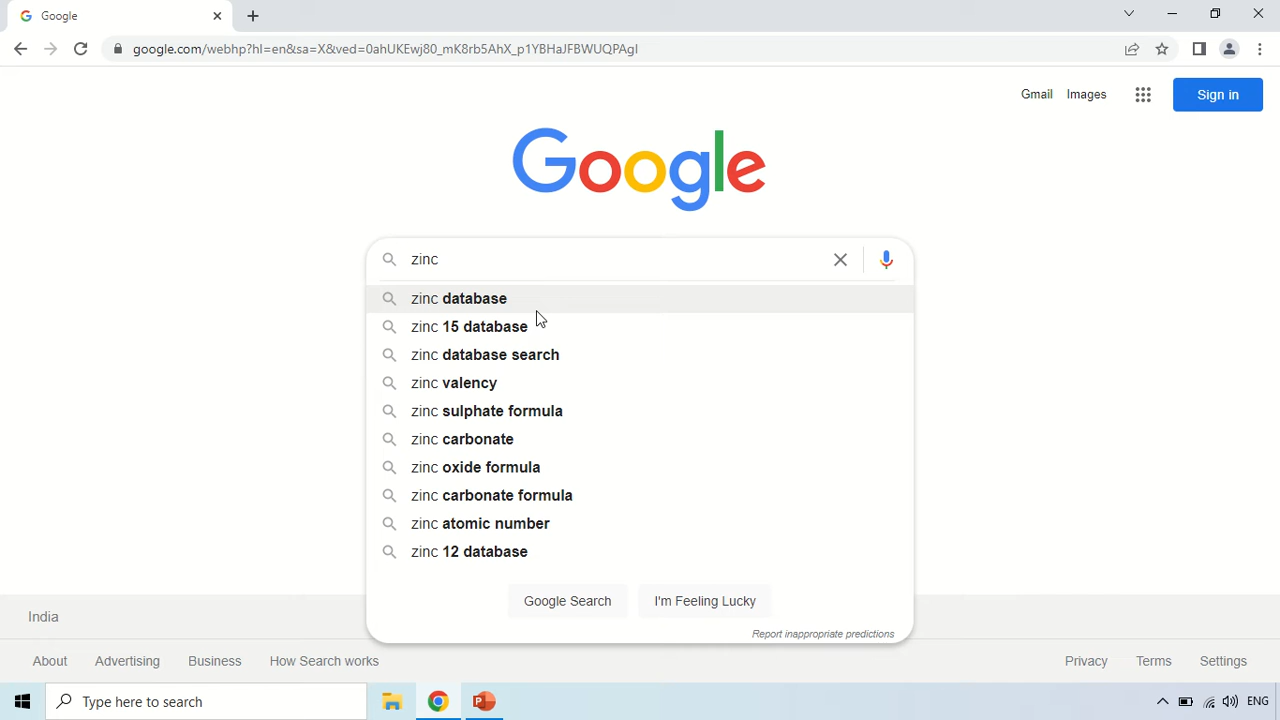 Google
google.com/webhp?hl=en&sa=X&ved=0ahUKEwj80_mK8rb5AhX_p1YBHaJFBWUQPAgI
Gmail Images Sign in
Google
zinc
zinc database
zinc 15 database
zinc database search
zinc valency
zinc sulphate formula
zinc carbonate
zinc oxide formula
zinc carbonate formula
zinc atomic number
zinc 12 database
Google Search I'm Feeling Lucky
Report inappropriate predictions
India
About Advertising Business How Search works Privacy Terms Settings
Type here to search ENG